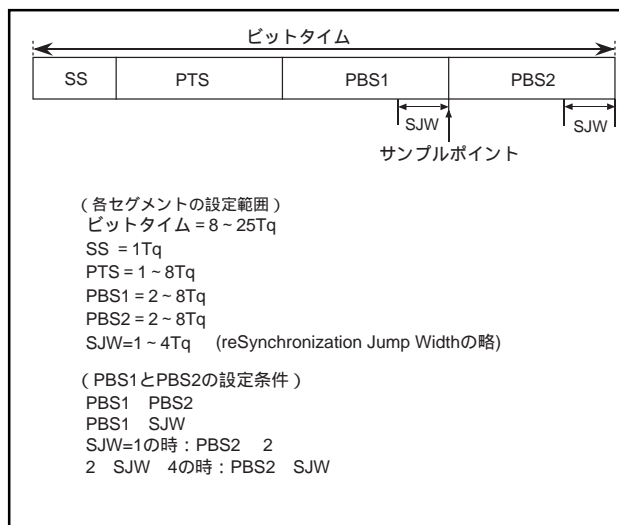 ビットタイム
SS PTS PBS1 PBS2
SJW SJW
サンプルポイント
(各セグメントの設定範囲)
ビットタイム = 8 ~ 25Tq
SS = 1Tq
PTS = 1 ~ 8Tq
PBS1 = 2 ~ 8Tq
PBS2 = 2 ~ 8Tq
SJW=1 ~ 4Tq (reSynchronization Jump Widthの略)
(PBS1とPBS2の設定条件)
PBS1 PBS2
PBS1 SJW
SJW=1の時:PBS2 2
2 SJW 4の時:PBS2 SJW